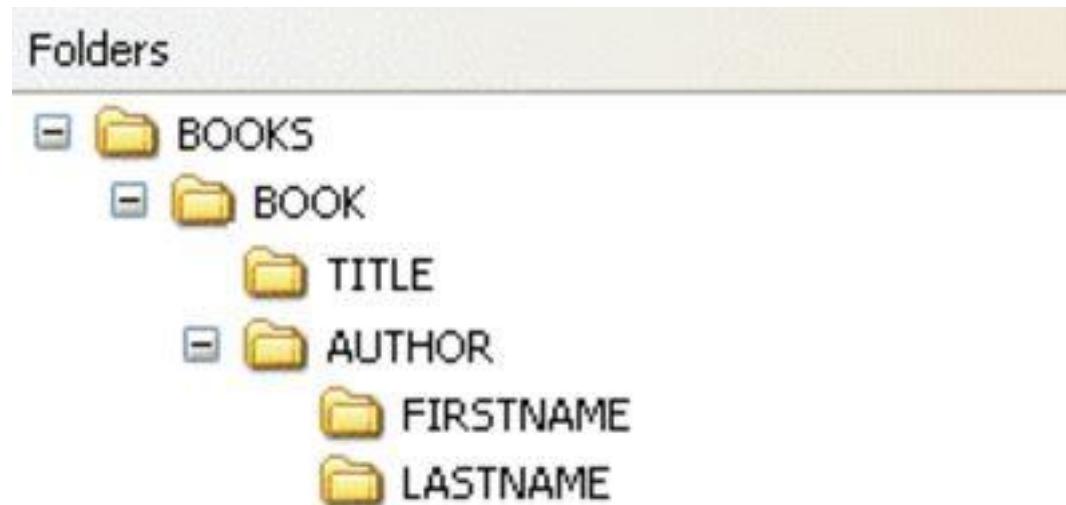 Folders
BOOKS
BOOK
TITLE
AUTHOR
FIRSTNAME
LASTNAME